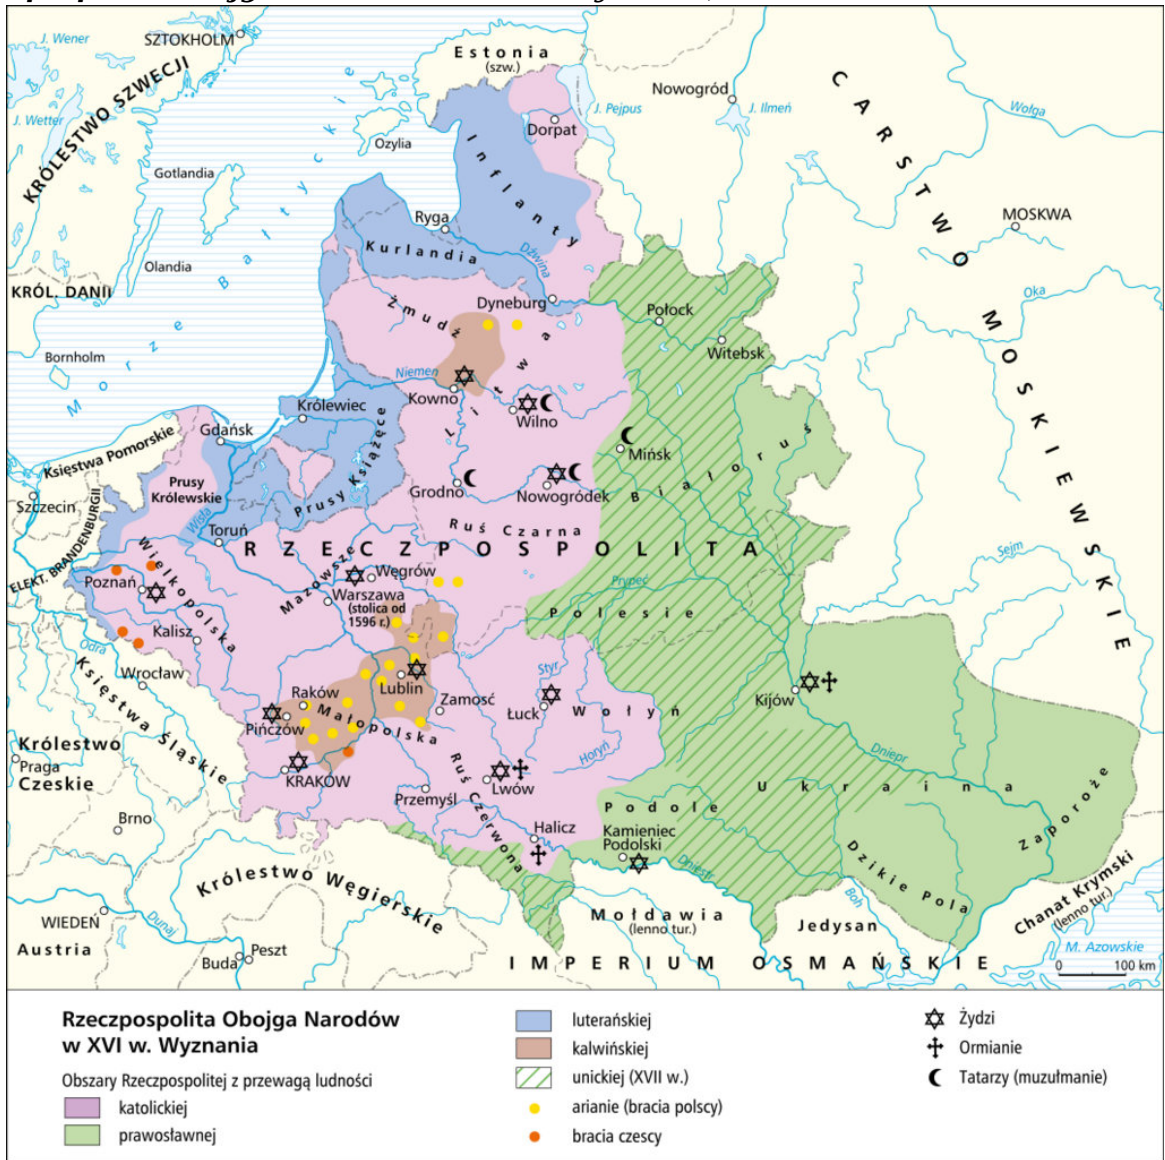 SZTOKHOLM
J. Wener
J. Wetter
KRÓLESTWO SZWECJI
Morze Bałtyckie
Estonia
(szw.)
Nowogród
J. Ilmeń
J. Pejpus
Wołga
CARSTWO MOSKIEWSKIE
MOSKWA
Oka
Dorpat
Ozylia
Gotlandia
Inflanty
Ryga
Kurlandia
Dźwina
Olandia
KRÓL. DANII
Bornholm
Żmudź
Dyneburg
Połock
Witebsk
Litwa
Niemen
Kowno
Wilno
Królewiec
Gdańsk
Księstwa Pomorskie
Prusy Książęce
Prusy
Królewskie
Szczecin
ELEKT. BRANDENBURGII
Wisła
Toruń
Grodno
Nowogródek
Mińsk
Białoruś
Ruś Czarna
RZECZPOSPOLITA
Sejm
Wielkopolska
Poznań
Mazowsze
Węgrów
Warszawa
(stolica od
1596 r.)
Prypeć
Polesie
Kalisz
Odra
Wrocław
Księstwa Śląskie
Raków
Lublin
Zamość
Styr
Łuck
Wołyń
Kijów
Pińczów
Małopolska
Horyń
Dniepr
Królestwo
Czeskie
Praga
KRAKÓW
Lwów
Przemyśl
Ruś Czerwona
Ukraina
Zaporoże
Brno
Podole
Halicz
Kamieniec
Podolski
Dniestr
Dzikie Pola
Królestwo Węgierskie
Boh
WIEDEŃ
Austria
Dunaj
Mołdawia
(lenno tur.)
Jedysan
Chanat Krymski
(lenno tur.)
Buda
Peszt
IMPERIUM OSMAŃSKIE
M. Azowskie
0 100 km
Rzeczpospolita Obojga Narodów
w XVI w. Wyznania
Obszary Rzeczpospolitej z przewagą ludności
katolickiej
prawosławnej
luterańskiej
kalwińskiej
unickiej (XVII w.)
arianie (bracia polscy)
bracia czescy
Żydzi
Ormianie
Tatarzy (muzułmanie)